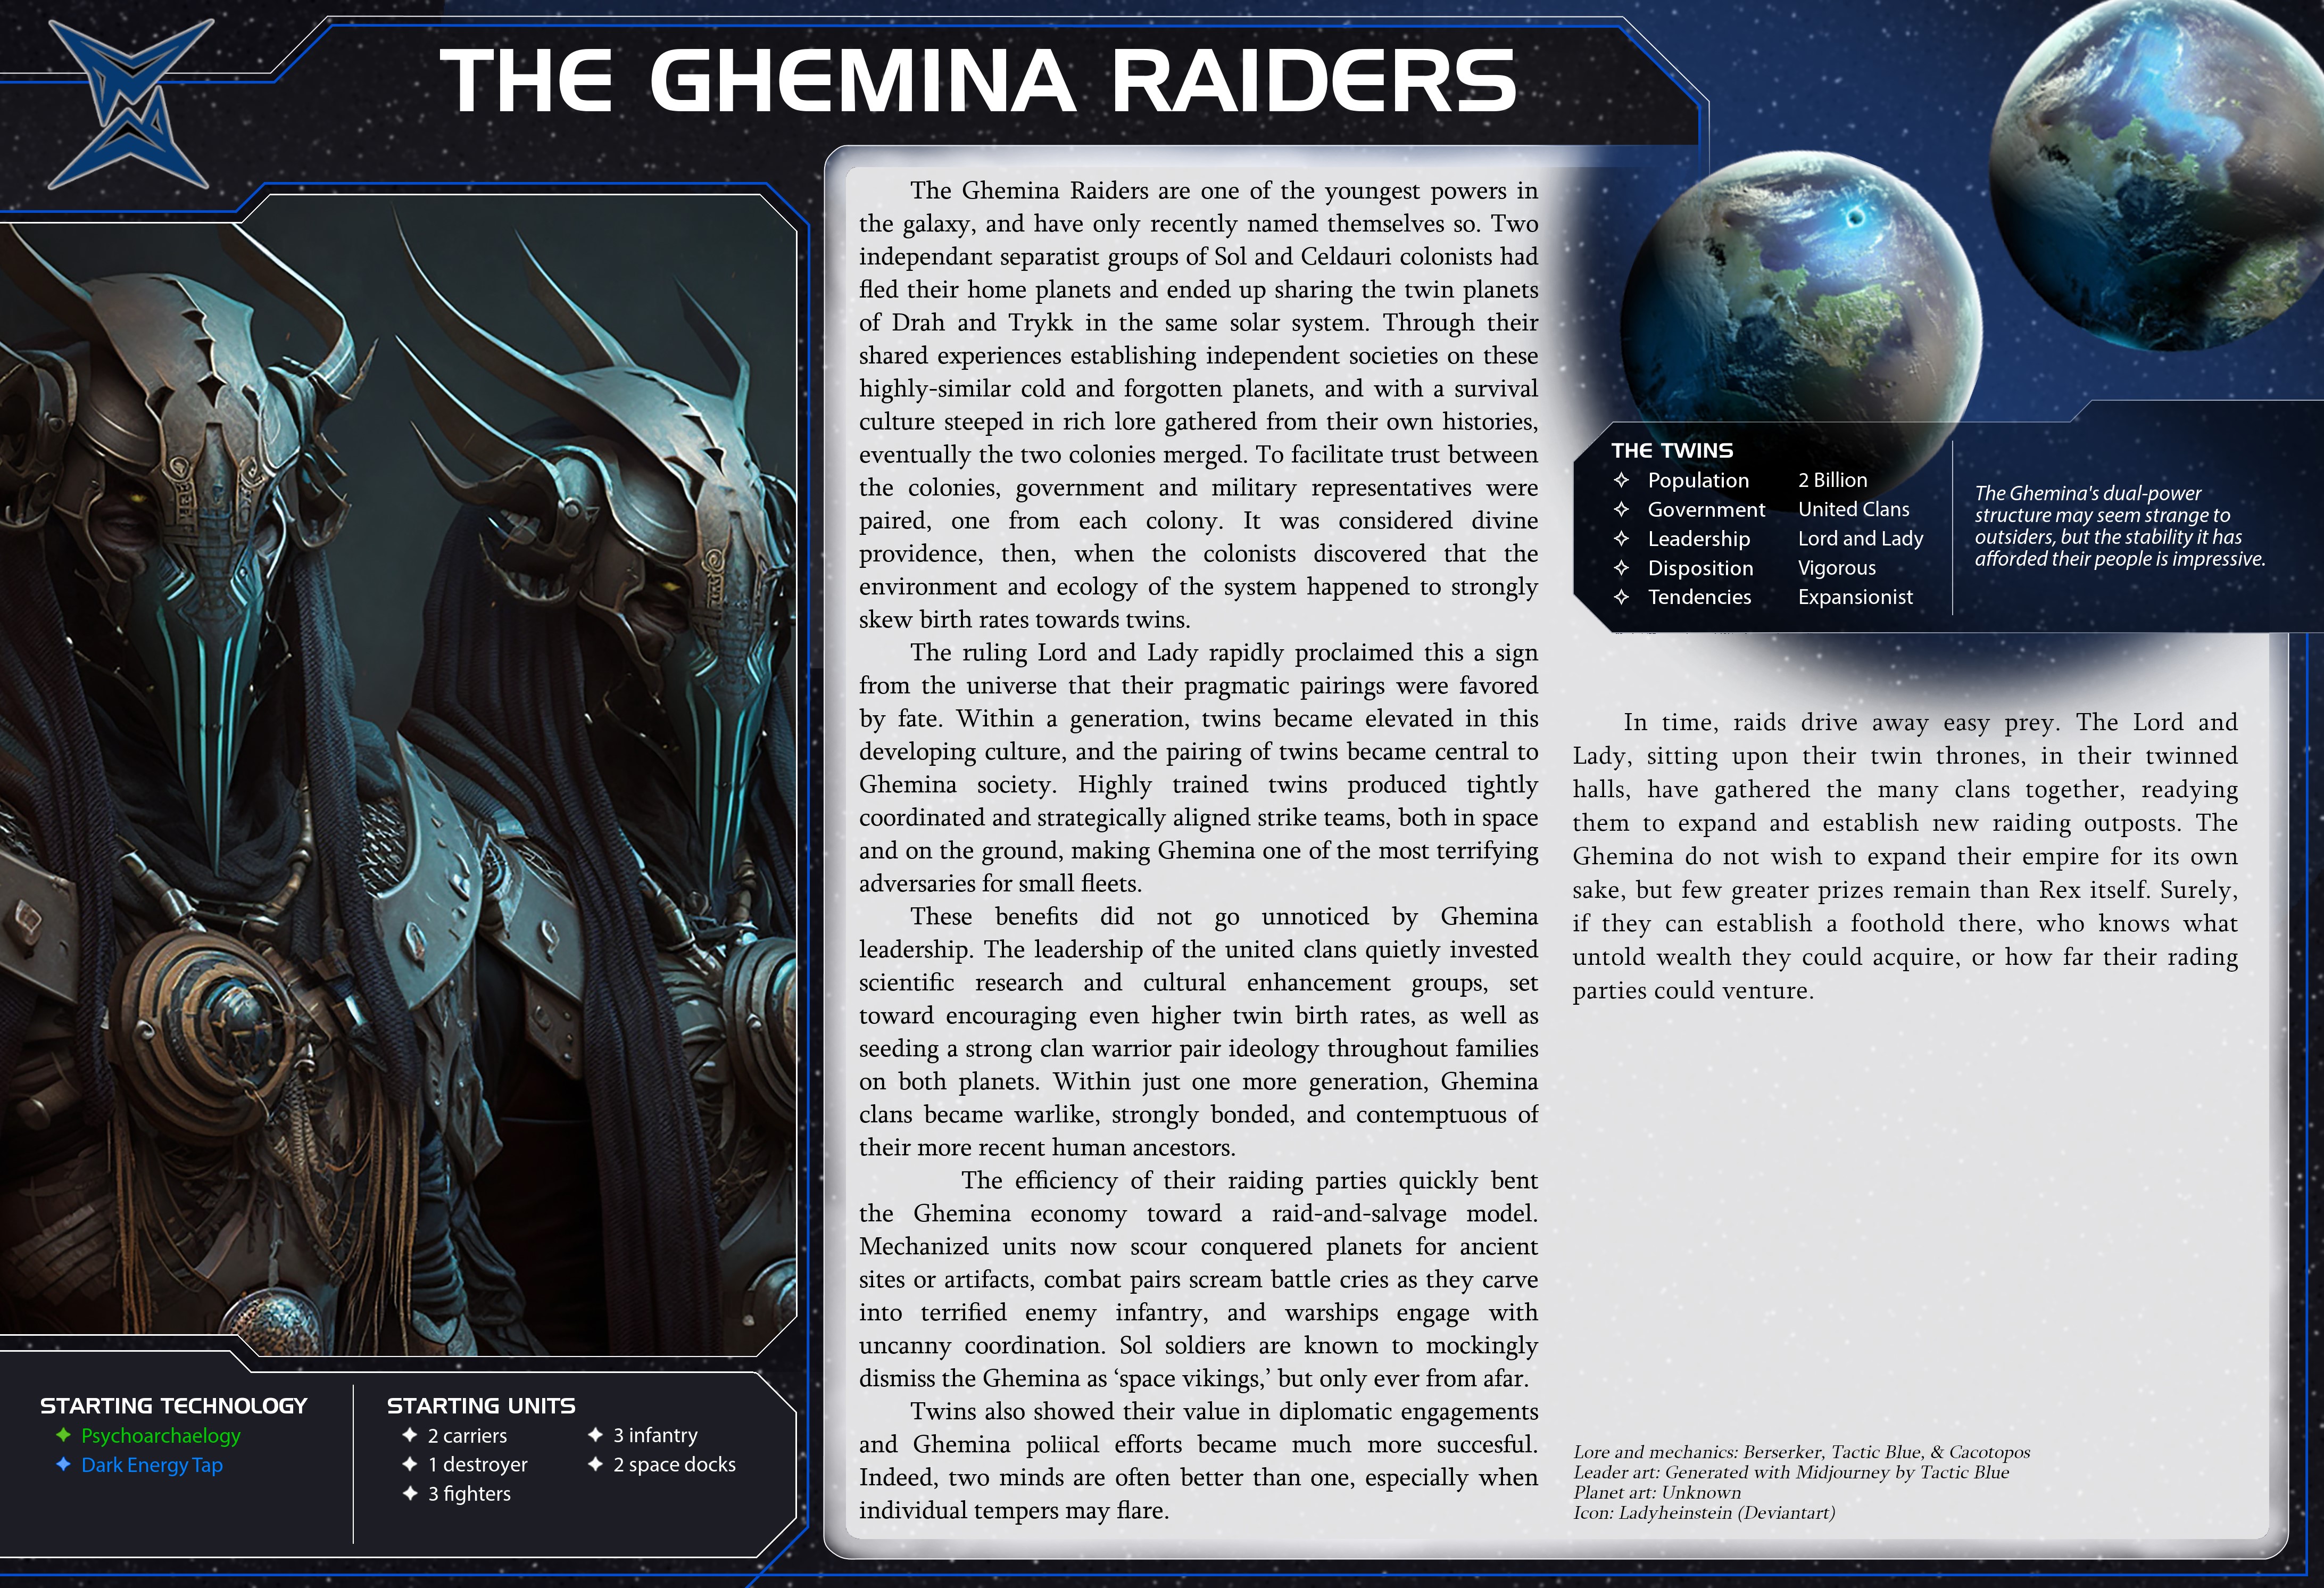 THE GHEMINA RAIDERS
The Ghemina Raiders are one of the youngest powers in
the galaxy, and have only recently named themselves so. Two
independant separatist groups of Sol and Celdauri colonists had
fled their home planets and ended up sharing the twin planets
of Drah and Trykk in the same solar system. Through their
shared experiences establishing independent societies on these
highly-similar cold and forgotten planets, and with a survival
culture steeped in rich lore gathered from their own histories,
eventually the two colonies merged. To facilitate trust between
the colonies, government and military representatives were
paired, one from each colony. It was considered divine
providence, then, when the colonists discovered that the
environment and ecology of the system happened to strongly
skew birth rates towards twins.
The ruling Lord and Lady rapidly proclaimed this a sign
from the universe that their pragmatic pairings were favored
by fate. Within a generation, twins became elevated in this
developing culture, and the pairing of twins became central to
Ghemina society. Highly trained twins produced tightly
coordinated and strategically aligned strike teams, both in space
and on the ground, making Ghemina one of the most terrifying
adversaries for small fleets.
These benefits did not go unnoticed by Ghemina
leadership. The leadership of the united clans quietly invested
scientific research and cultural enhancement groups, set
toward encouraging even higher twin birth rates, as well as
seeding a strong clan warrior pair ideology throughout families
on both planets. Within just one more generation, Ghemina
clans became warlike, strongly bonded, and contemptuous of
their more recent human ancestors.
The efficiency of their raiding parties quickly bent
the Ghemina economy toward a raid-and-salvage model.
Mechanized units now scour conquered planets for ancient
sites or artifacts, combat pairs scream battle cries as they carve
into terrified enemy infantry, and warships engage with
uncanny coordination. Sol soldiers are known to mockingly
dismiss the Ghemina as ‘space vikings,’ but only ever from afar.
Twins also showed their value in diplomatic engagements
and Ghemina poliical efforts became much more succesful.
Indeed, two minds are often better than one, especially when
individual tempers may flare.
THE TWINS
Population 2 Billion
Government United Clans
Leadership Lord and Lady
Disposition Vigorous
Tendencies Expansionist
The Ghemina's dual-power
structure may seem strange to
outsiders, but the stability it has
afforded their people is impressive.
In time, raids drive away easy prey. The Lord and
Lady, sitting upon their twin thrones, in their twinned
halls, have gathered the many clans together, readying
them to expand and establish new raiding outposts. The
Ghemina do not wish to expand their empire for its own
sake, but few greater prizes remain than Rex itself. Surely,
if they can establish a foothold there, who knows what
untold wealth they could acquire, or how far their rading
parties could venture.
Lore and mechanics: Berserker, Tactic Blue, & Cacotopos
Leader art: Generated with Midjourney by Tactic Blue
Planet art: Unknown
Icon: Ladyheinstein (Deviantart)
STARTING TECHNOLOGY
Psychoarchaelogy
Dark Energy Tap
STARTING UNITS
2 carriers
1 destroyer
3 fighters
3 infantry
2 space docks